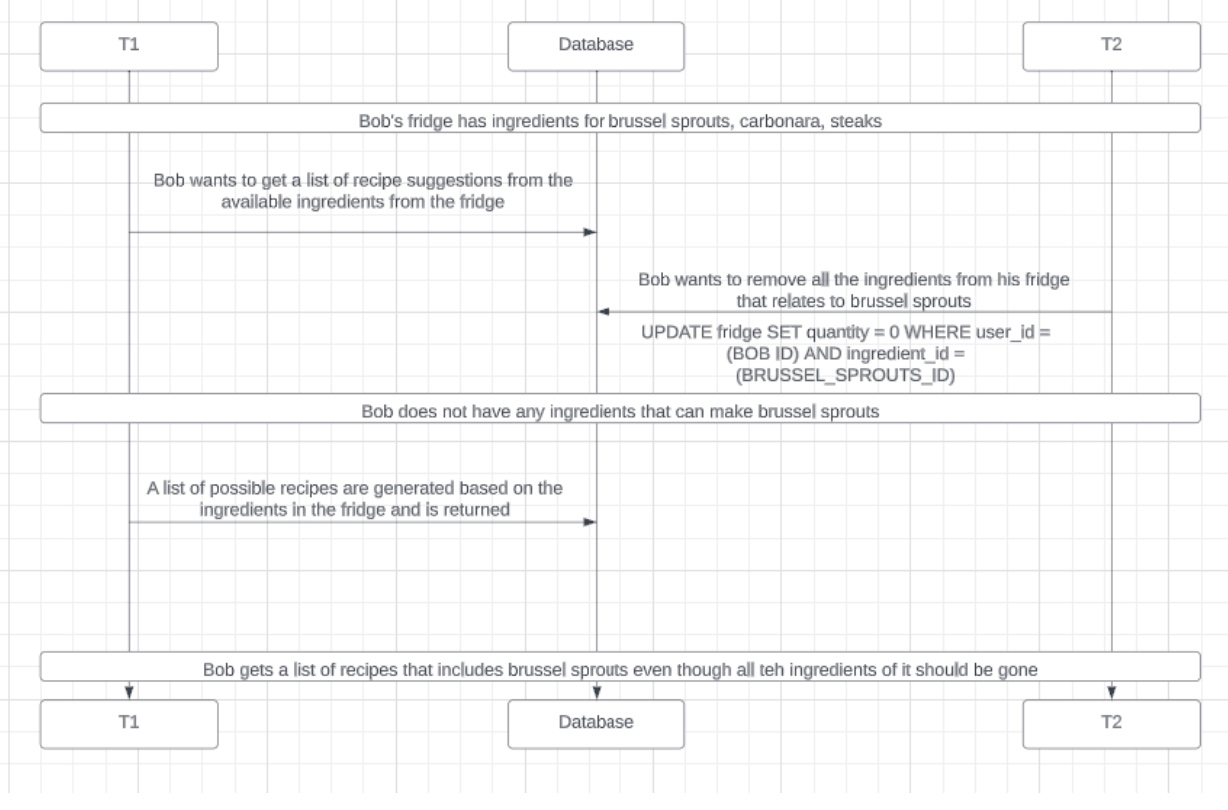 T1
Database
T2
Bob's fridge has ingredients for brussel sprouts, carbonara, steaks
Bob wants to get a list of recipe suggestions from the
available ingredients from the fridge
Bob wants to remove all the ingredients from his fridge
that relates to brussel sprouts
UPDATE fridge SET quantity = 0 WHERE user_id =
(BOB ID) AND ingredient_id =
(BRUSSEL_SPROUTS_ID)
Bob does not have any ingredients that can make brussel sprouts
A list of possible recipes are generated based on the
ingredients in the fridge and is returned
Bob gets a list of recipes that includes brussel sprouts even though all teh ingredients of it should be gone
T1
Database
T2